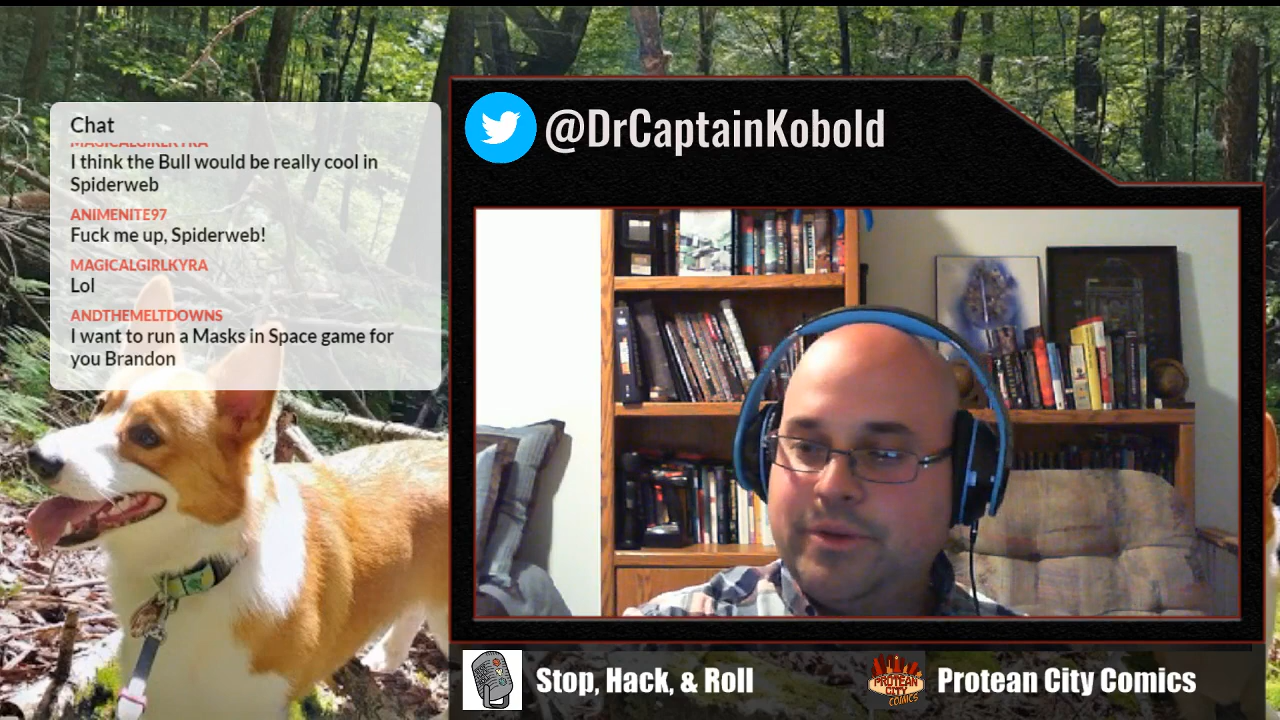 @DrCaptainKobold
Chat
MAGICALGIRLKYRA
I think the Bull would be really cool in
Spiderweb
ANIMENITE97
Fuck me up, Spiderweb!
MAGICALGIRLKYRA
Lol
ANDTHEMELTDOWNS
I want to run a Masks in Space game for
you Brandon
Stop, Hack, & Roll
PROTEAN
CITY
COMICS
Protean City Comics